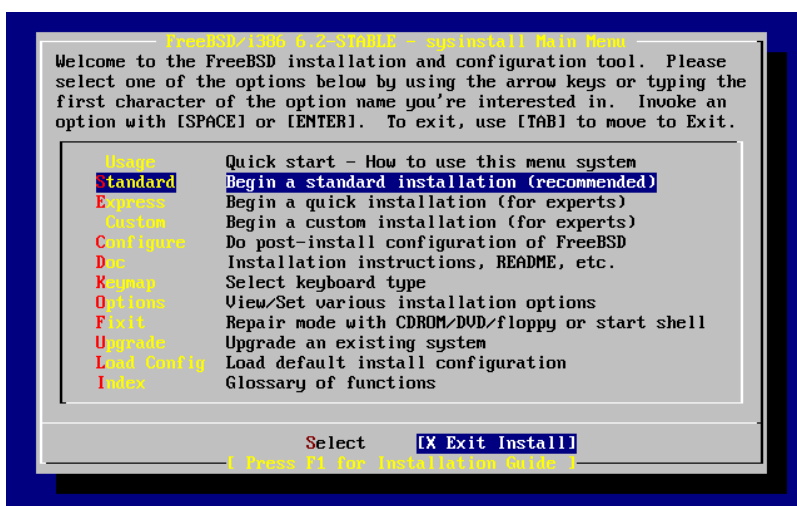 FreeBSD/i386 6.2-STABLE - sysinstall Main Menu
Welcome to the FreeBSD installation and configuration tool.  Please
select one of the options below by using the arrow keys or typing the
first character of the option name you're interested in.  Invoke an
option with [SPACE] or [ENTER].  To exit, use [TAB] to move to Exit.
Usage Quick start - How to use this menu system
Standard Begin a standard installation (recommended)
Express Begin a quick installation (for experts)
Custom Begin a custom installation (for experts)
Configure Do post-install configuration of FreeBSD
Doc Installation instructions, README, etc.
Keymap Select keyboard type
Options View/Set various installation options
Fixit Repair mode with CDROM/DVD/floppy or start shell
Upgrade Upgrade an existing system
Load Config Load default install configuration
Index Glossary of functions
Select [X Exit Install]
[ Press F1 for Installation Guide ]